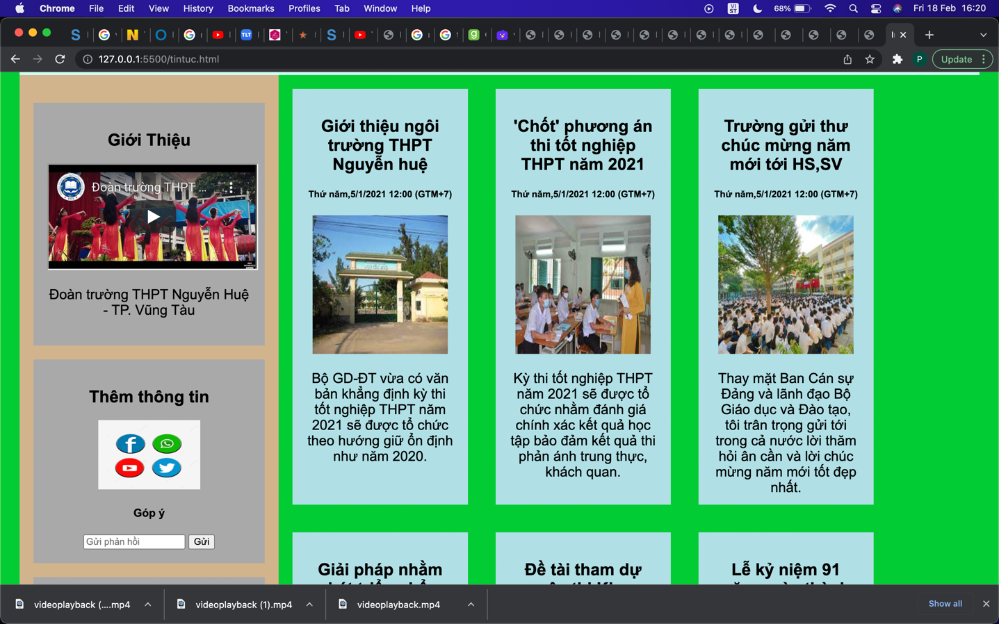 Chrome File Edit View History Bookmarks Profiles Tab Window Help
VI ST 68% Fri 18 Feb 16:20
127.0.0.1:5500/tintuc.html
P Update
Giới Thiệu
Đoàn trường THPT ...
Đoàn trường THPT Nguyễn Huệ
- TP. Vũng Tàu
Thêm thông tin
Góp ý
Gửi phản hồi Gửi
Giới thiệu ngôi
trường THPT
Nguyễn huệ
Thứ năm,5/1/2021 12:00 (GTM+7)
Bộ GD-ĐT vừa có văn
bản khẳng định kỳ thi
tốt nghiệp THPT năm
2021 sẽ được tổ chức
theo hướng giữ ổn định
như năm 2020.
'Chốt' phương án
thi tốt nghiệp
THPT năm 2021
Thứ năm,5/1/2021 12:00 (GTM+7)
Kỳ thi tốt nghiệp THPT
năm 2021 sẽ được tổ
chức nhằm đánh giá
chính xác kết quả học
tập bảo đảm kết quả thi
phản ánh trung thực,
khách quan.
Trường gửi thư
chúc mừng năm
mới tới HS,SV
Thứ năm,5/1/2021 12:00 (GTM+7)
Thay mặt Ban Cán sự
Đảng và lãnh đạo Bộ
Giáo dục và Đào tạo,
tôi trân trọng gửi tới
trong cả nước lời thăm
hỏi ân cần và lời chúc
mừng năm mới tốt đẹp
nhất.
Giải pháp nhằm
Đề tài tham dự
Lễ kỷ niệm 91
videoplayback (....mp4
videoplayback (1).mp4
videoplayback.mp4
Show all